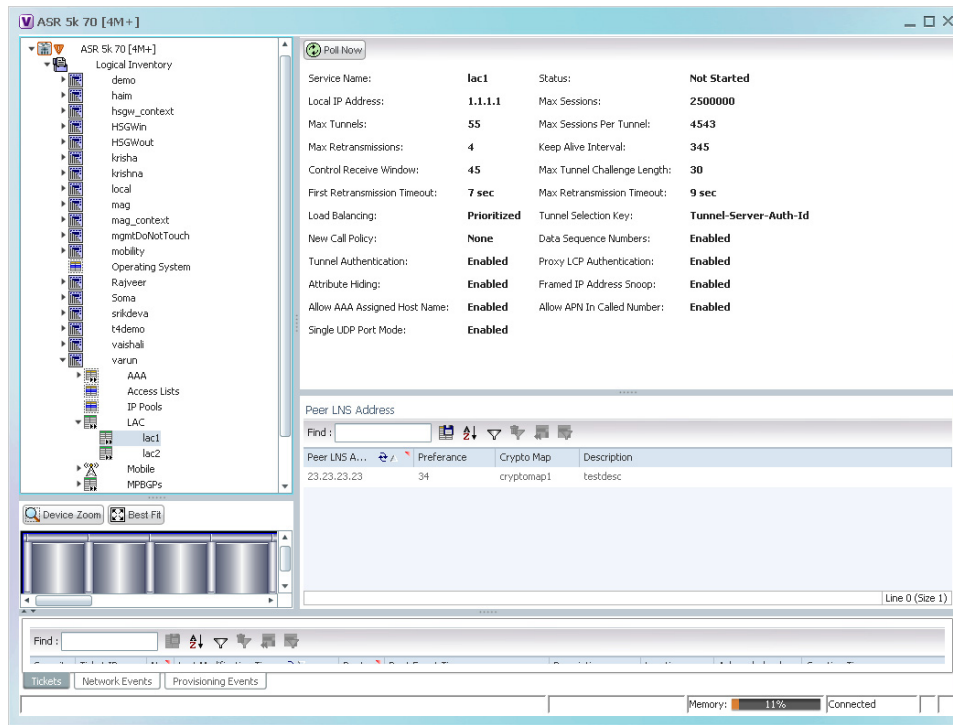 ASR 5k 70 [4M+]
ASR 5k 70 [4M+]
Logical Inventory
demo
haim
hsgw_context
HSGWin
HSGWout
krisha
krishna
local
mag
mag_context
mgmtDoNotTouch
mobility
Operating System
Rajveer
Soma
srikdeva
t4demo
vaishali
varun
AAA
Access Lists
IP Pools
LAC
lac1
lac2
Mobile
MPBGPs
Device Zoom Best Fit
Poll Now
Service Name: lac1 Status: Not Started
Local IP Address: 1.1.1.1 Max Sessions: 2500000
Max Tunnels: 55 Max Sessions Per Tunnel: 4543
Max Retransmissions: 4 Keep Alive Interval: 345
Control Receive Window: 45 Max Tunnel Challenge Length: 30
First Retransmission Timeout: 7 sec Max Retransmission Timeout: 9 sec
Load Balancing: Prioritized Tunnel Selection Key: Tunnel-Server-Auth-Id
New Call Policy: None Data Sequence Numbers: Enabled
Tunnel Authentication: Enabled Proxy LCP Authentication: Enabled
Attribute Hiding: Enabled Framed IP Address Snoop: Enabled
Allow AAA Assigned Host Name: Enabled Allow APN In Called Number: Enabled
Single UDP Port Mode: Enabled
Peer LNS Address
Find :
Peer LNS A... Preferance Crypto Map Description
23.23.23.23 34 cryptomap1 testdesc
Line 0 (Size 1)
Find :
Tickets Network Events Provisioning Events
Memory: 11% Connected